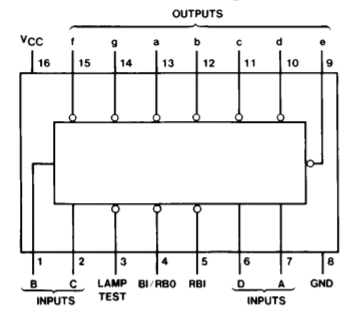 OUTPUTS
VCC f g a b c d e
16 15 14 13 12 11 10 9
1 2 3 4 5 6 7 8
B C LAMP TEST BI/RBO RBI D A GND
INPUTS INPUTS